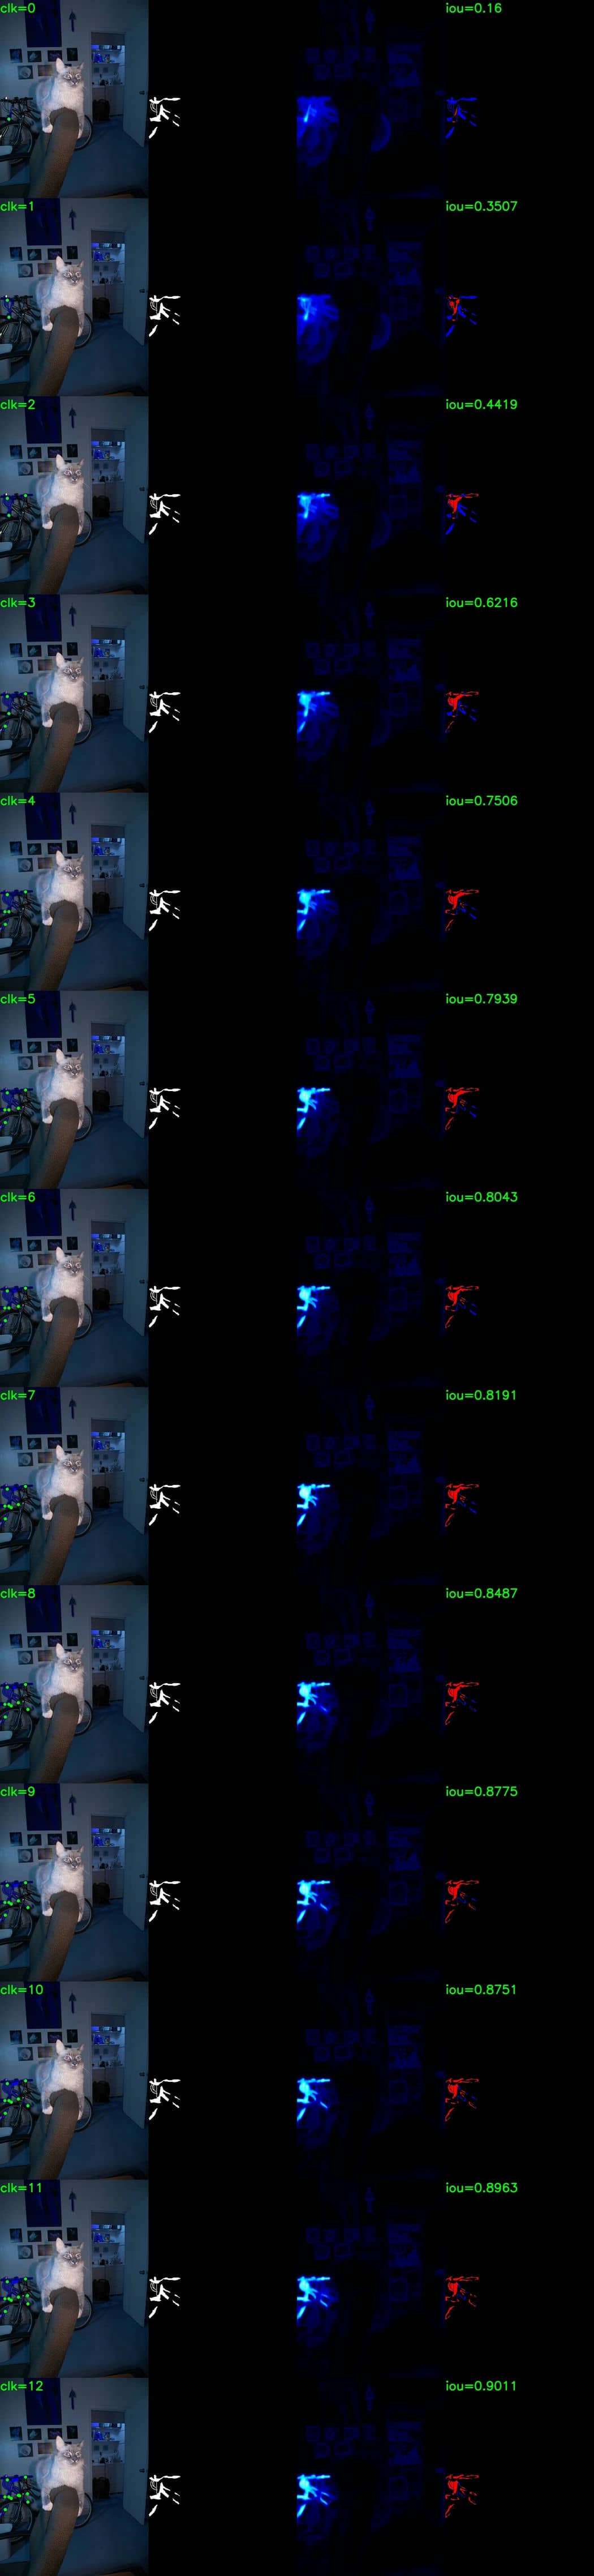 clk=0 iou=0.16
clk=1 iou=0.3507
clk=2 iou=0.4419
clk=3 iou=0.6216
clk=4 iou=0.7506
clk=5 iou=0.7939
clk=6 iou=0.8043
clk=7 iou=0.8191
clk=8 iou=0.8487
clk=9 iou=0.8775
clk=10 iou=0.8751
clk=11 iou=0.8963
clk=12 iou=0.9011